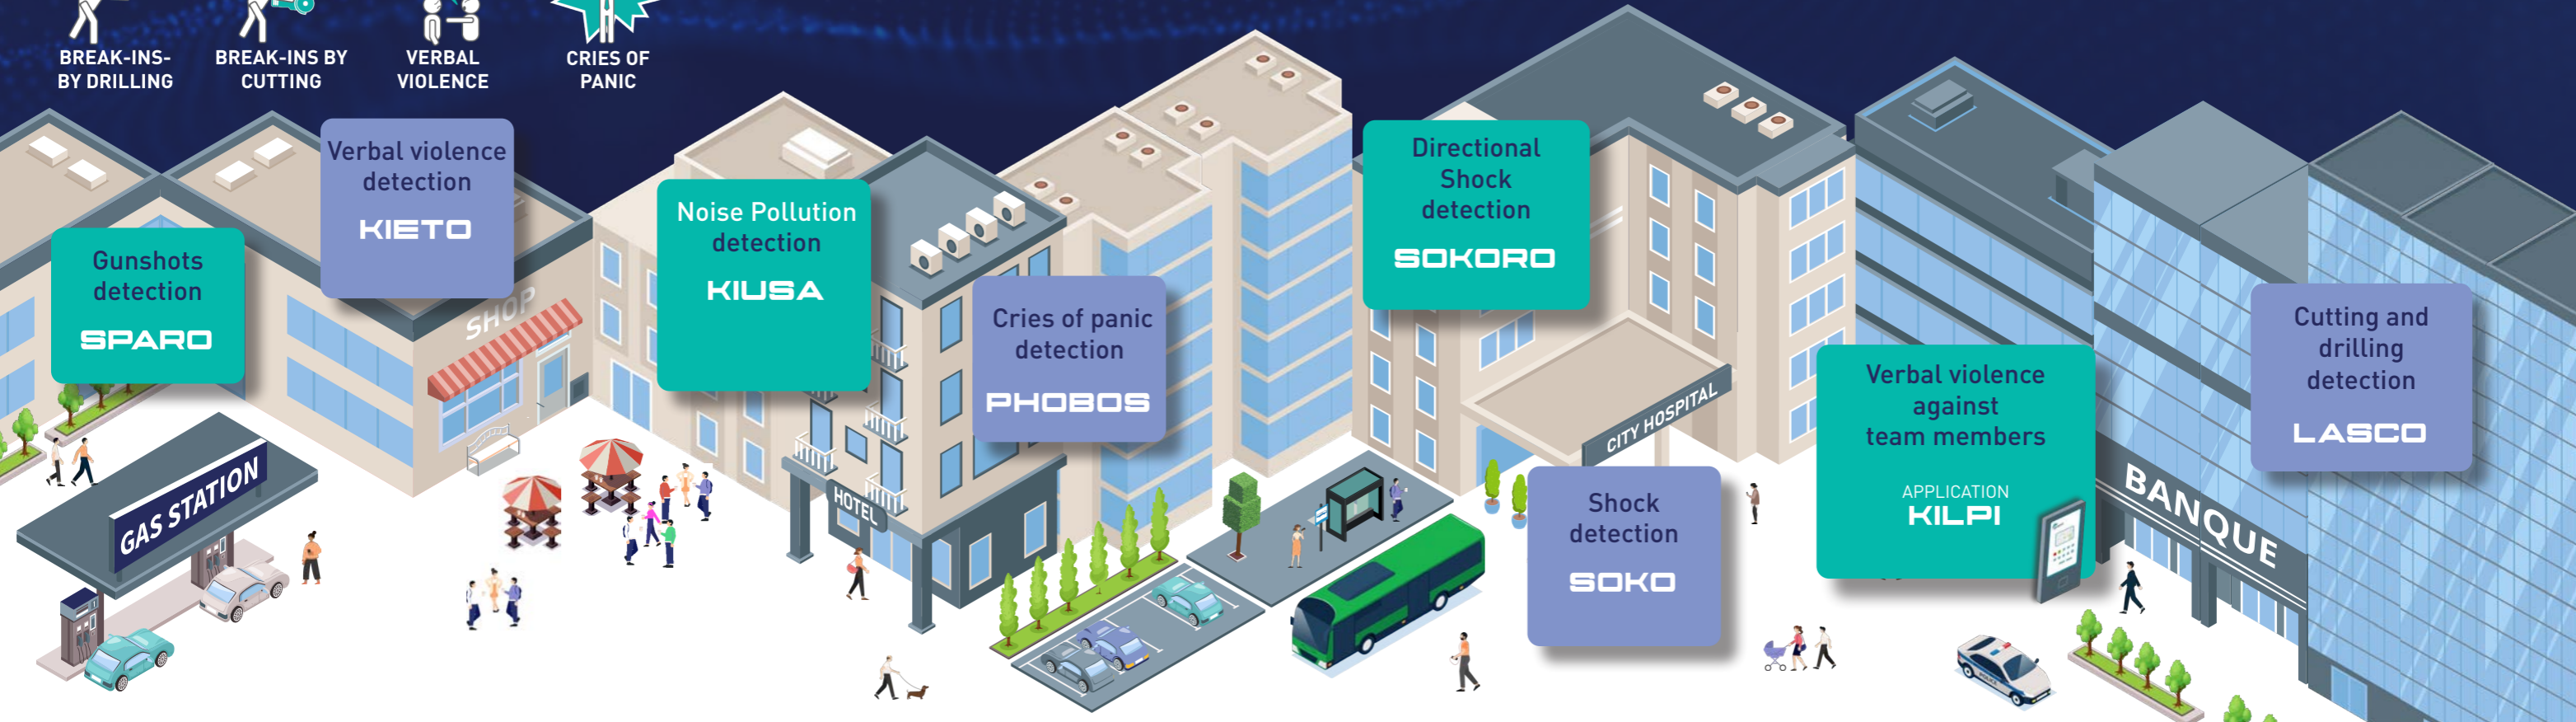 BREAK-INS-
BY DRILLING
BREAK-INS BY
CUTTING
VERBAL
VIOLENCE
CRIES OF
PANIC
Gunshots
detection
SPARO
Verbal violence
detection
KIETO
Noise Pollution
detection
KIUSA
Cries of panic
detection
PHOBOS
Directional
Shock
detection
SOKORO
Shock
detection
SOKO
Verbal violence
against
team members
APPLICATION
KILPI
Cutting and
drilling
detection
LASCO
GAS STATION
SHOP
HOTEL
CITY HOSPITAL
BANQUE
POLICE